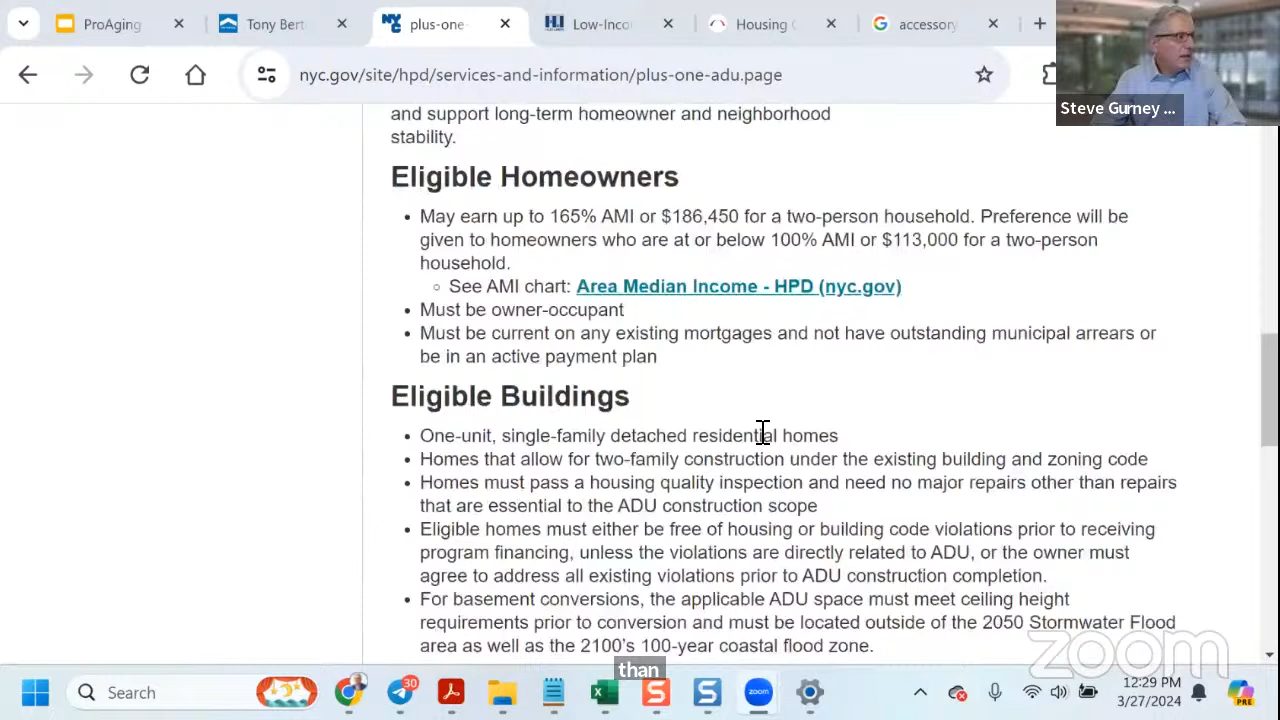 ProAging
Tony Bert
plus-one-
Low-Inco
Housing
accessory
nyc.gov/site/hpd/services-and-information/plus-one-adu.page
Steve Gurney ...
and support long-term homeowner and neighborhood
stability.
Eligible Homeowners
• May earn up to 165% AMI or $186,450 for a two-person household. Preference will be
given to homeowners who are at or below 100% AMI or $113,000 for a two-person
household.
○ See AMI chart: Area Median Income - HPD (nyc.gov)
• Must be owner-occupant
• Must be current on any existing mortgages and not have outstanding municipal arrears or
be in an active payment plan
Eligible Buildings
• One-unit, single-family detached residential homes
• Homes that allow for two-family construction under the existing building and zoning code
• Homes must pass a housing quality inspection and need no major repairs other than repairs
that are essential to the ADU construction scope
• Eligible homes must either be free of housing or building code violations prior to receiving
program financing, unless the violations are directly related to ADU, or the owner must
agree to address all existing violations prior to ADU construction completion.
• For basement conversions, the applicable ADU space must meet ceiling height
requirements prior to conversion and must be located outside of the 2050 Stormwater Flood
area as well as the 2100's 100-year coastal flood zone.
zoom
than
Search
30
zoom
12:29 PM
3/27/2024
PRE